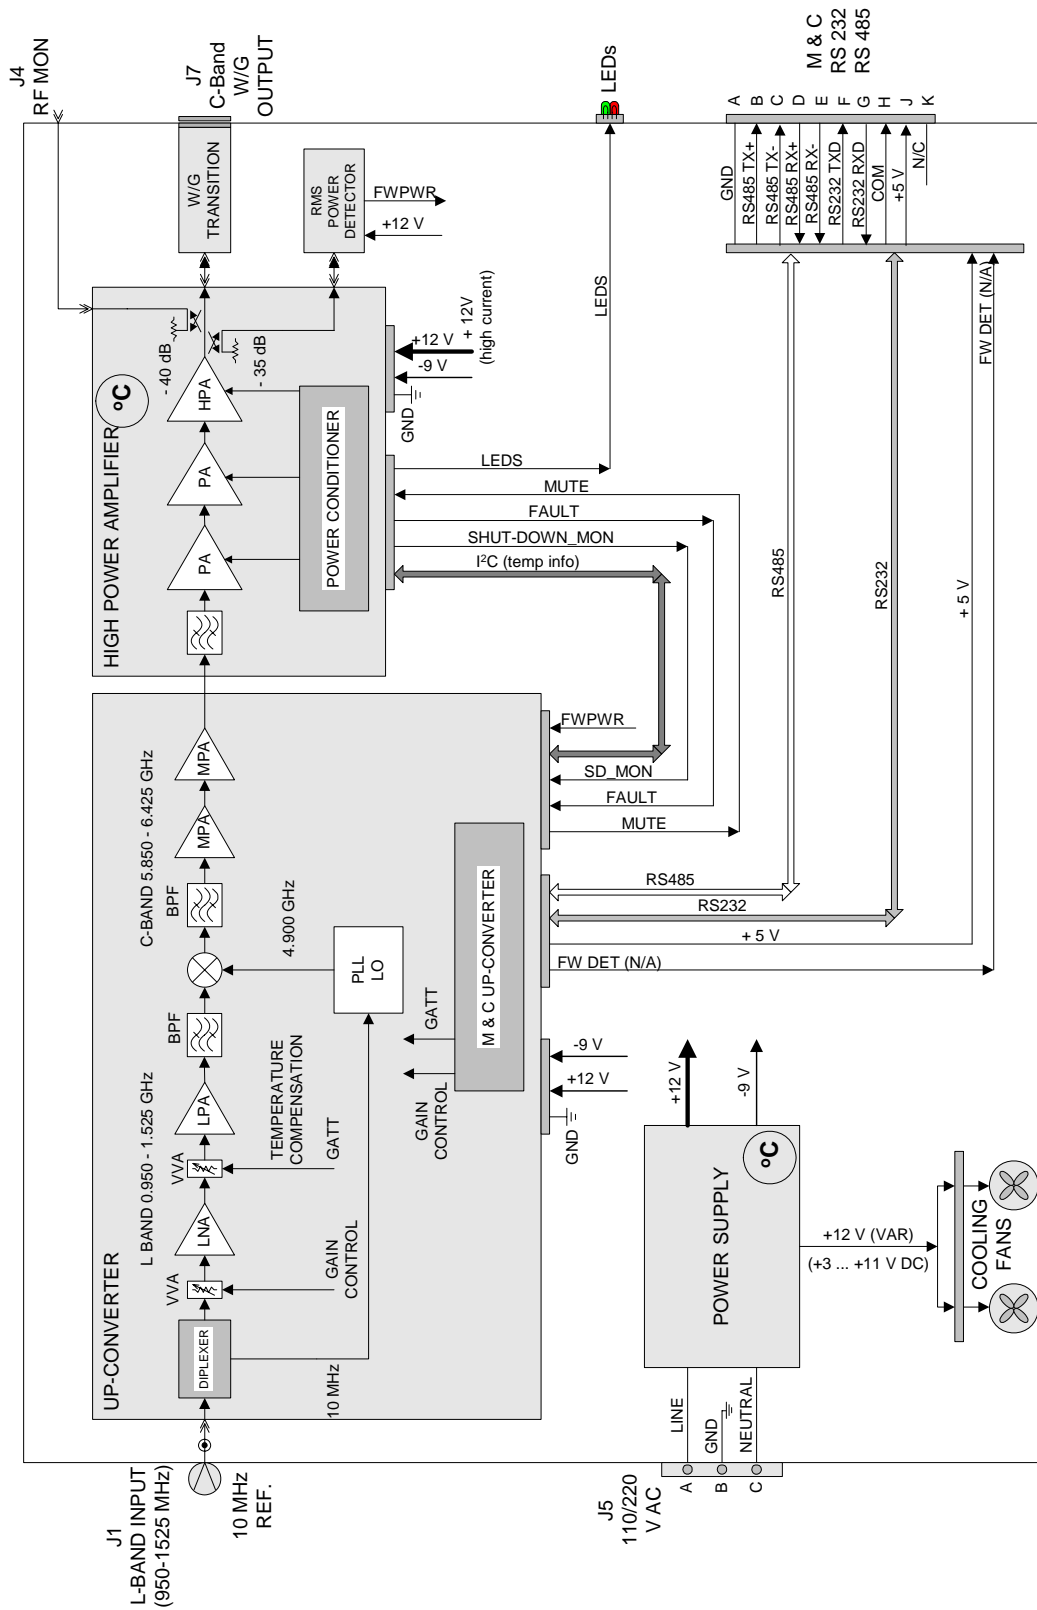 J1
L-BAND INPUT
(950-1525 MHz)
10 MHz
REF.
UP-CONVERTER
DIPLEXER
VVA
LNA
VVA
LPA
BPF
BPF
MPA
MPA
L BAND 0.950 - 1.525 GHz
C-BAND 5.850 - 6.425 GHz
10 MHz
GAIN
CONTROL
TEMPERATURE
COMPENSATION
GATT
4.900 GHz
PLL
LO
GAIN
CONTROL
GATT
M & C UP-CONVERTER
GND
+12 V
-9 V
FW DET (N/A)
+ 5 V
RS232
RS485
MUTE
FAULT
SD_MON
FWPWR
HIGH POWER AMPLIFIER
ºC
PA
PA
HPA
- 40 dB
- 35 dB
POWER CONDITIONER
I²C (temp info)
SHUT-DOWN_MON
FAULT
MUTE
LEDS
GND
-9 V
+12 V
+ 12V
(high current)
W/G
TRANSITION
RMS
POWER
DETECTOR
FWPWR
+12 V
J4
RF MON
J7
C-Band
W/G
OUTPUT
LEDS
LEDs
RS485
RS232
+ 5 V
FW DET (N/A)
GND
RS485 TX+
RS485 TX-
RS485 RX+
RS485 RX-
RS232 TXD
RS232 RXD
COM
+5 V
N/C
A
B
C
D
E
F
G
H
J
K
M & C
RS 232
RS 485
J5
110/220
V AC
A
B
C
LINE
GND
NEUTRAL
POWER SUPPLY
ºC
+12 V
-9 V
+12 V (VAR)
(+3 ... +11 V DC)
COOLING
FANS